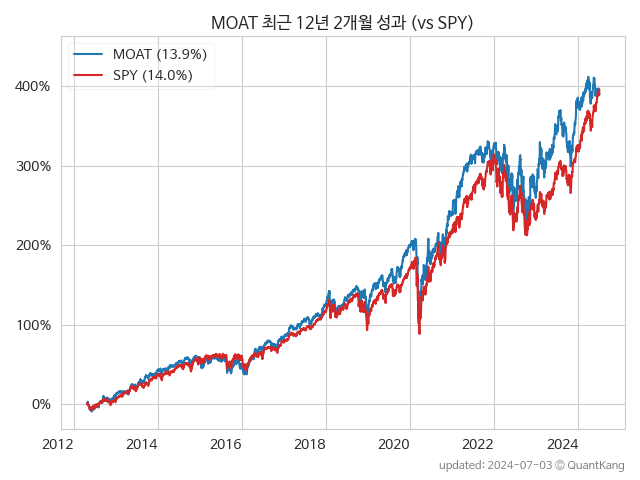 MOAT 최근 12년 2개월 성과 (vs SPY)
MOAT (13.9%)
SPY (14.0%)
400%
300%
200%
100%
0%
2012 2014 2016 2018 2020 2022 2024
updated: 2024-07-03 © QuantKang